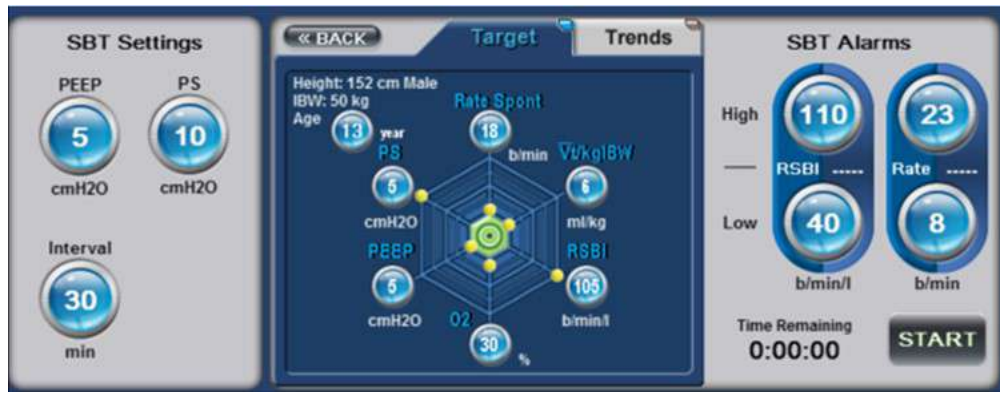 SBT Settings
PEEP
PS
5
10
cmH2O
cmH2O
Interval
30
min
« BACK
Target
Trends
Height: 152 cm Male
IBW: 50 kg
Age 13 year
Rate Spont
18
b/min
PS
5
cmH2O
Vt/kgIBW
6
ml/kg
PEEP
5
cmH2O
RSBI
105
b/min/l
O2
30
%
SBT Alarms
High
110
23
RSBI -----
Rate -----
Low
40
8
b/min/l
b/min
Time Remaining
0:00:00
START